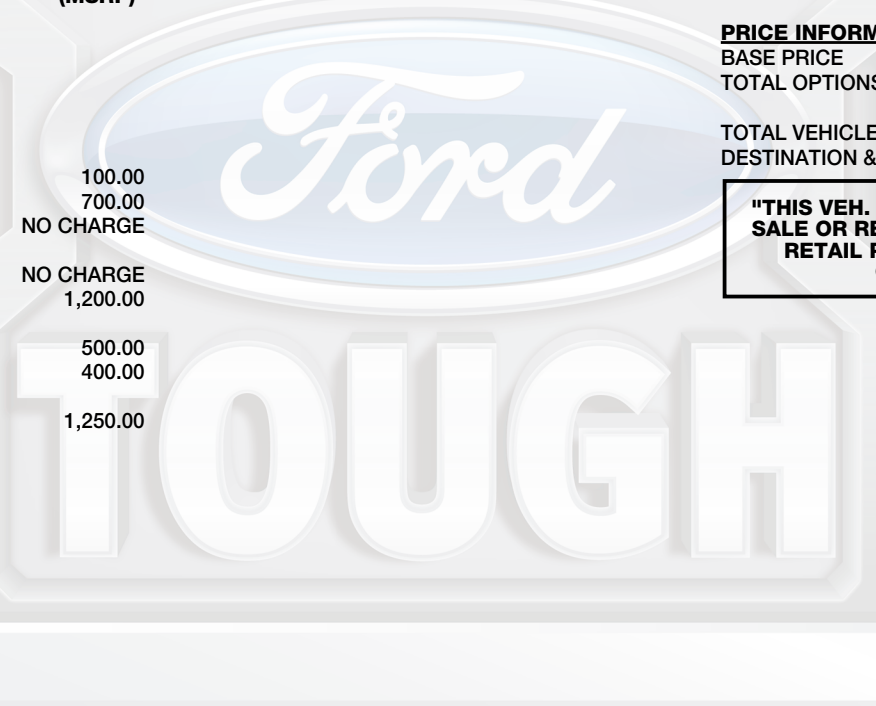 (MSRP)
100.00
700.00
NO CHARGE
NO CHARGE
1,200.00
500.00
400.00
1,250.00
PRICE INFORM
BASE PRICE
TOTAL OPTIONS
TOTAL VEHICLE
DESTINATION &
"THIS VEH.
SALE OR RE
RETAIL
Ford
TOUGH